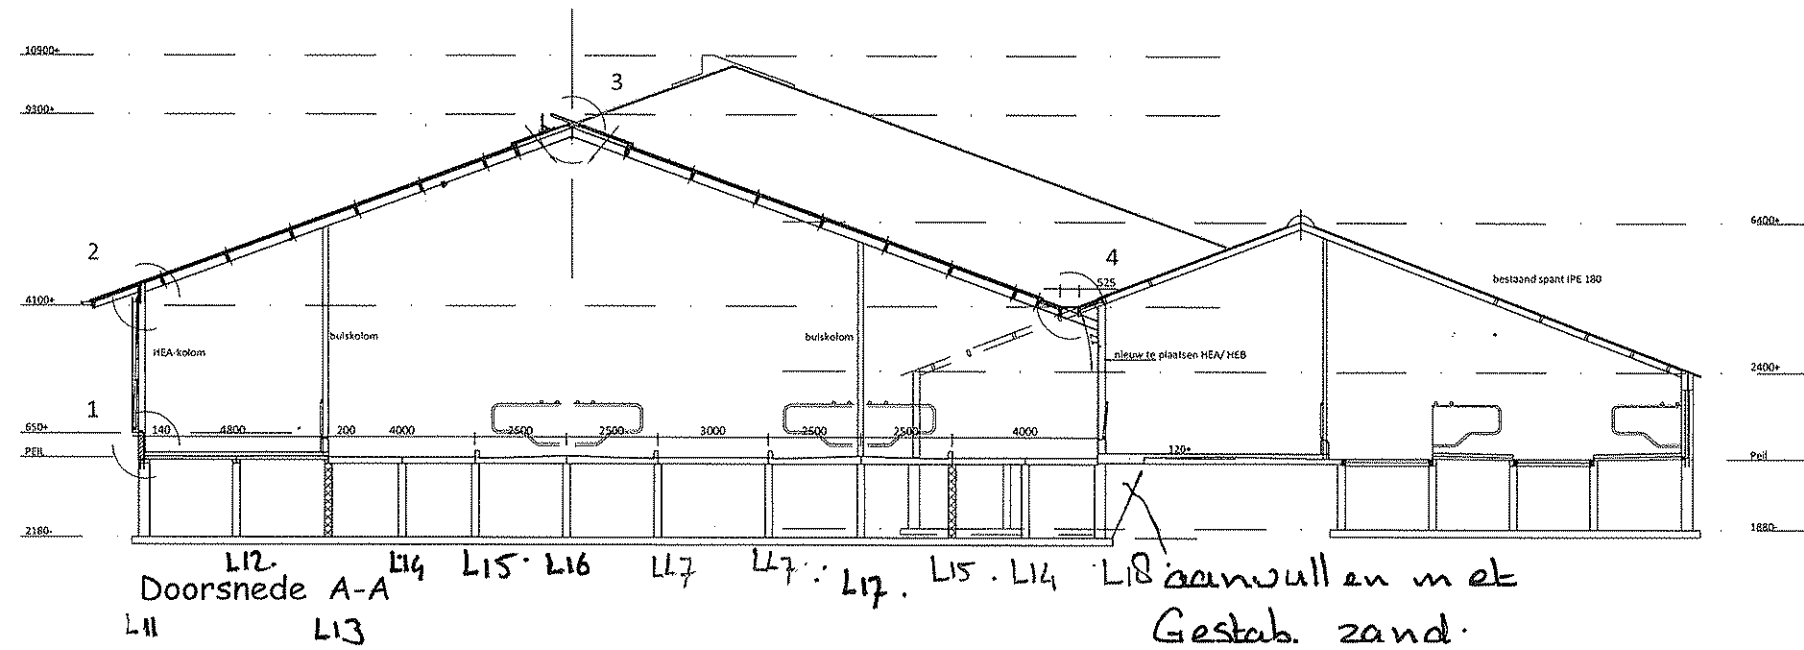 10900+
3
9300+
6400+
2
4
525
bestaand spant IPE 180
4100+
buiskolom
buiskolom
HEA-kolom
nieuw te plaatsen HEA/ HEB
2400+
1
650+
140 4800 200 4000 2500 2500 3000 2500 2500 4000
PEIL
120+
Peil
2180-
1880-
L12. L14 L15. L16 L17 L17. L17. L15. L14 L18 aanvullen met
Doorsnede A-A
L11 L13 Gestab. zand.